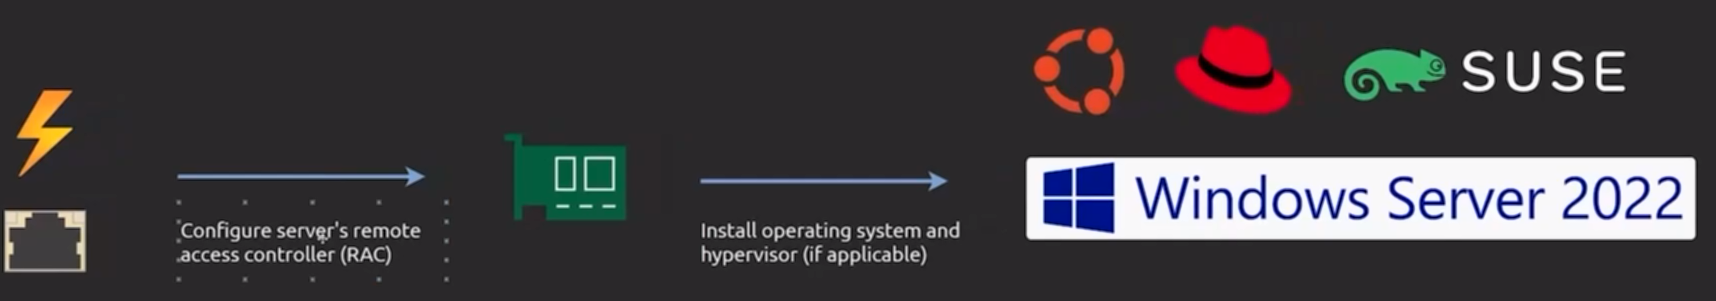 SUSE
Windows Server 2022
Configure server's remote
access controller (RAC)
Install operating system and
hypervisor (if applicable)